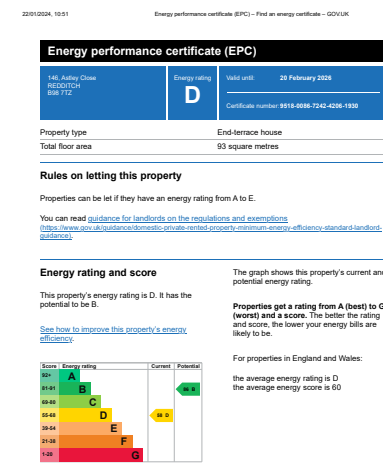 22/01/2024, 10:51 Energy performance certificate (EPC) – Find an energy certificate – GOV.UK
Energy performance certificate (EPC)
146, Astley Close
REDDITCH
B98 7TZ
Energy rating
D
Valid until: 20 February 2026
Certificate number: 9518-0086-7242-4206-1930
Property type End-terrace house
Total floor area 93 square metres
Rules on letting this property
Properties can be let if they have an energy rating from A to E.
You can read guidance for landlords on the regulations and exemptions
(https://www.gov.uk/guidance/domestic-private-rented-property-minimum-energy-efficiency-standard-landlord-
guidance).
Energy rating and score
This property's energy rating is D. It has the
potential to be B.
See how to improve this property's energy
efficiency.
Score Energy rating Current Potential
92+ A
81-91 B
69-80 C
55-68 D
39-54 E
21-38 F
1-20 G
D
B
The graph shows this property's current and
potential energy rating.
Properties get a rating from A (best) to G
(worst) and a score. The better the rating
and score, the lower your energy bills are
likely to be.
For properties in England and Wales:
the average energy rating is D
the average energy score is 60